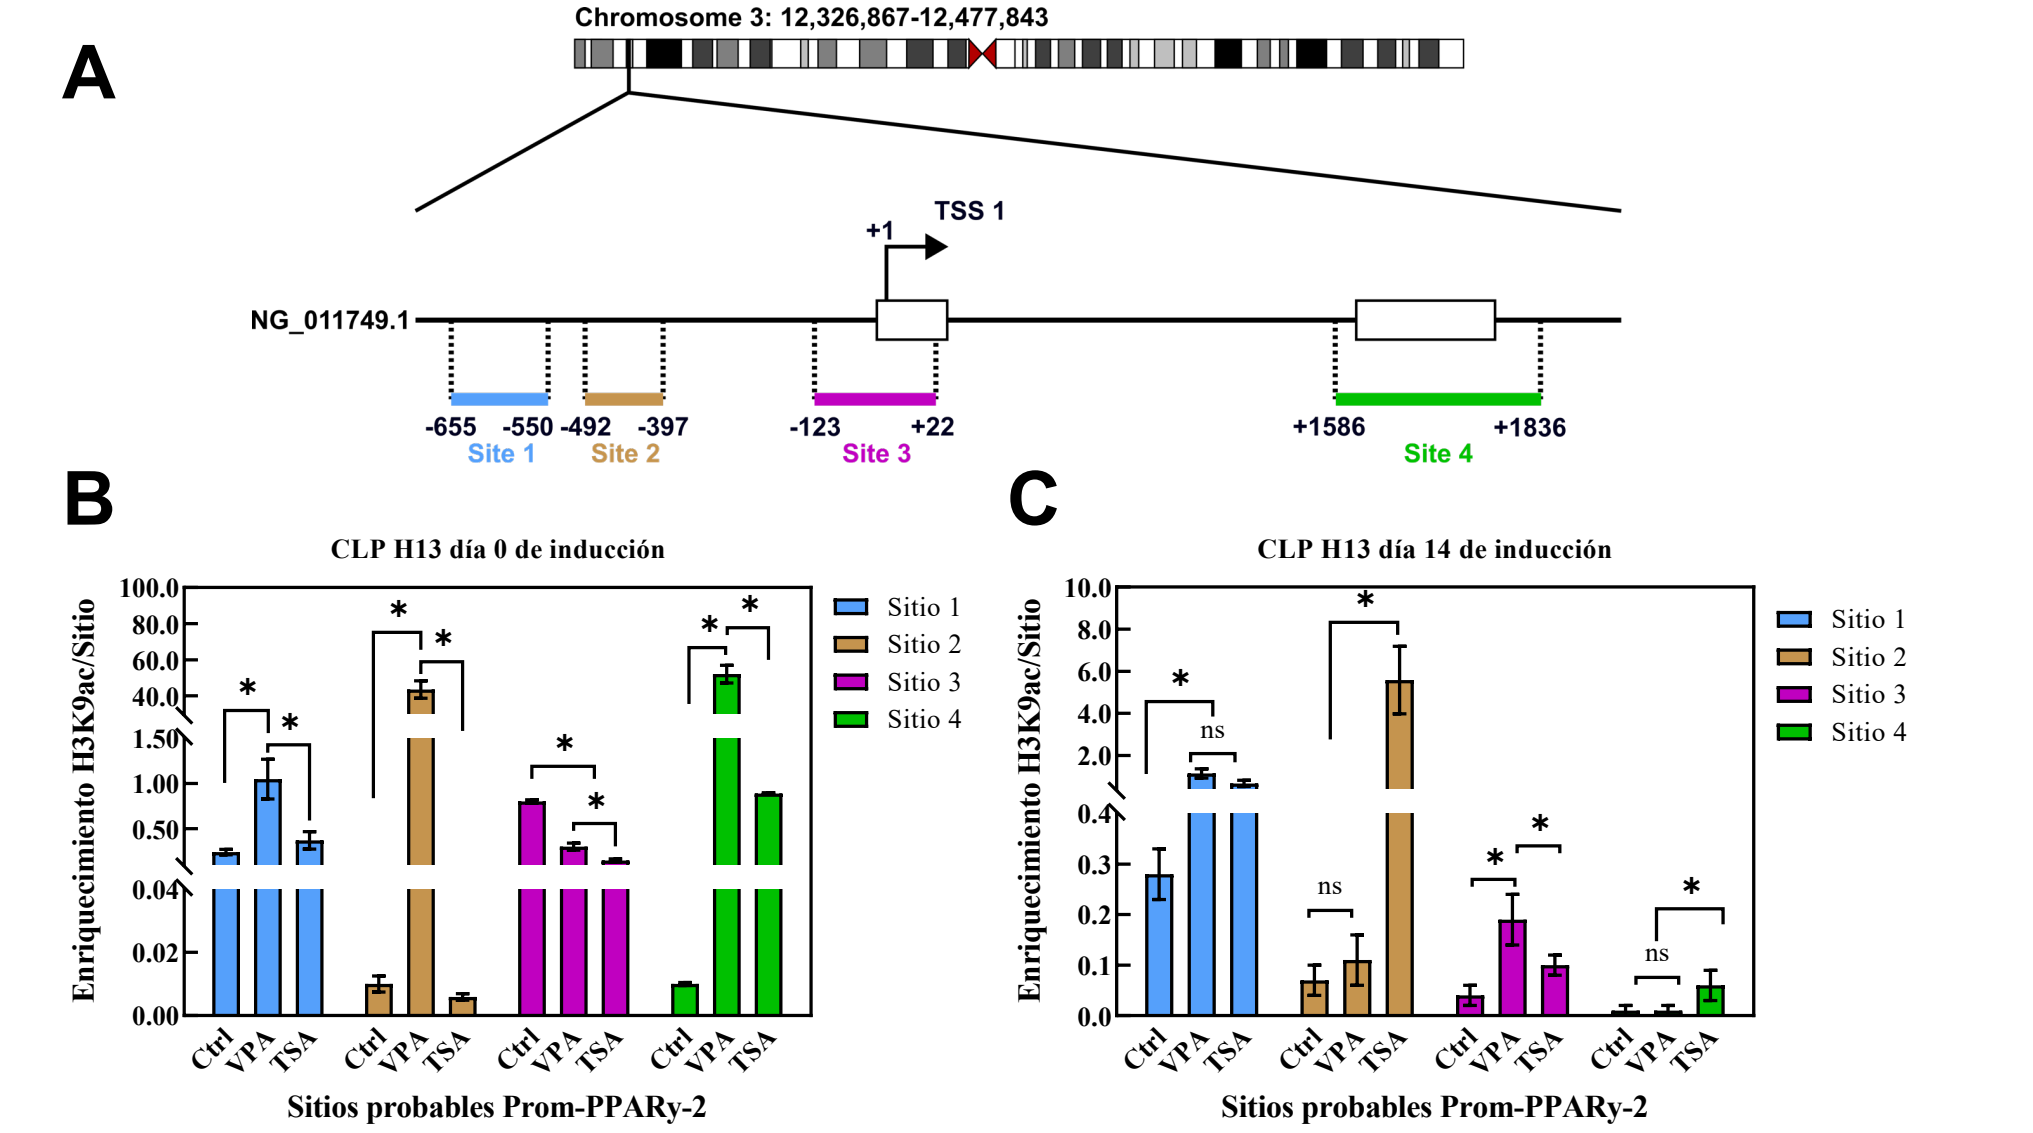 Chromosome 3: 12,326,867-12,477,843
A
TSS 1
+1
NG_011749.1
-655 -550 -492 -397 -123 +22 +1586 +1836
Site 1 Site 2 Site 3 Site 4
B
CLP H13 día 0 de inducción
Enriquecimiento H3K9ac/Sitio
100.0
80.0
60.0
40.0
1.50
1.00
0.50
0.04
0.02
0.00
* * * * * * * *
Ctrl VPA TSA Ctrl VPA TSA Ctrl VPA TSA Ctrl VPA TSA
Sitios probables Prom-PPARy-2
Sitio 1
Sitio 2
Sitio 3
Sitio 4
C
CLP H13 día 14 de inducción
Enriquecimiento H3K9ac/Sitio
10.0
8.0
6.0
4.0
2.0
0.4
0.3
0.2
0.1
0.0
* ns ns * * * ns *
Ctrl VPA TSA Ctrl VPA TSA Ctrl VPA TSA Ctrl VPA TSA
Sitios probables Prom-PPARy-2
Sitio 1
Sitio 2
Sitio 3
Sitio 4